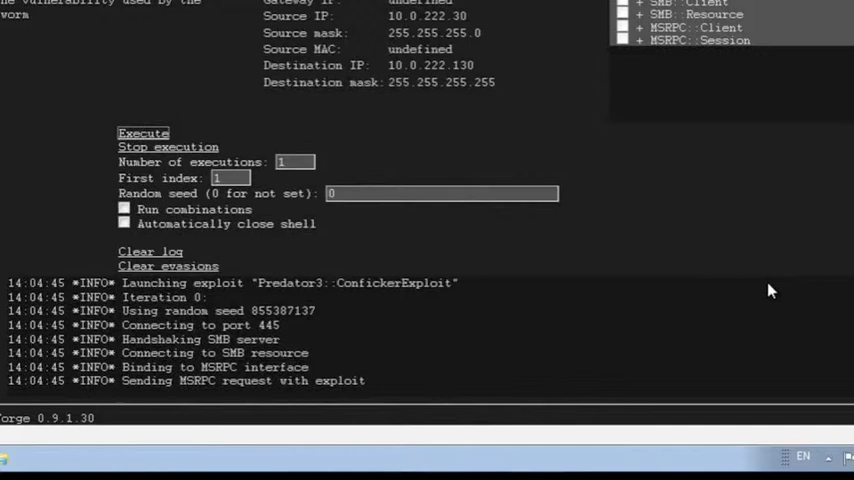 the vulnerability used by the
worm
Gateway IP: undefined
Source IP: 10.0.222.30
Source mask: 255.255.255.0
Source MAC: undefined
Destination IP: 10.0.222.130
Destination mask: 255.255.255.255
+ SMB::Client
+ SMB::Resource
+ MSRPC::Client
+ MSRPC::Session
Execute
Stop execution
Number of executions: 1
First index: 1
Random seed (0 for not set): 0
Run combinations
Automatically close shell
Clear log
Clear evasions
14:04:45 *INFO* Launching exploit "Predator3::ConfickerExploit"
14:04:45 *INFO* Iteration 0:
14:04:45 *INFO* Using random seed 855387137
14:04:45 *INFO* Connecting to port 445
14:04:45 *INFO* Handshaking SMB server
14:04:45 *INFO* Connecting to SMB resource
14:04:45 *INFO* Binding to MSRPC interface
14:04:45 *INFO* Sending MSRPC request with exploit
orge 0.9.1.30
EN